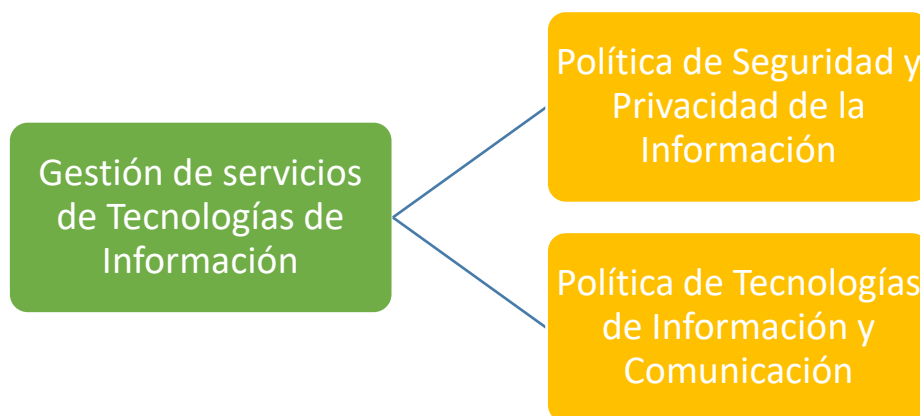 Política de Seguridad y
Privacidad de la
Información
Gestión de servicios
de Tecnologías de
Información
Política de Tecnologías
de Información y
Comunicación